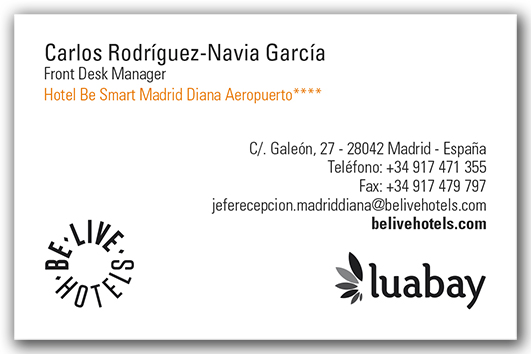 Carlos Rodríguez-Navia García
Front Desk Manager
Hotel Be Smart Madrid Diana Aeropuerto****
C/. Galeón, 27 - 28042 Madrid - España
Teléfono: +34 917 471 355
Fax: +34 917 479 797
jeferecepcion.madriddiana@belivehotels.com
belivehotels.com
BE·LIVE·
HOTELS
luabay